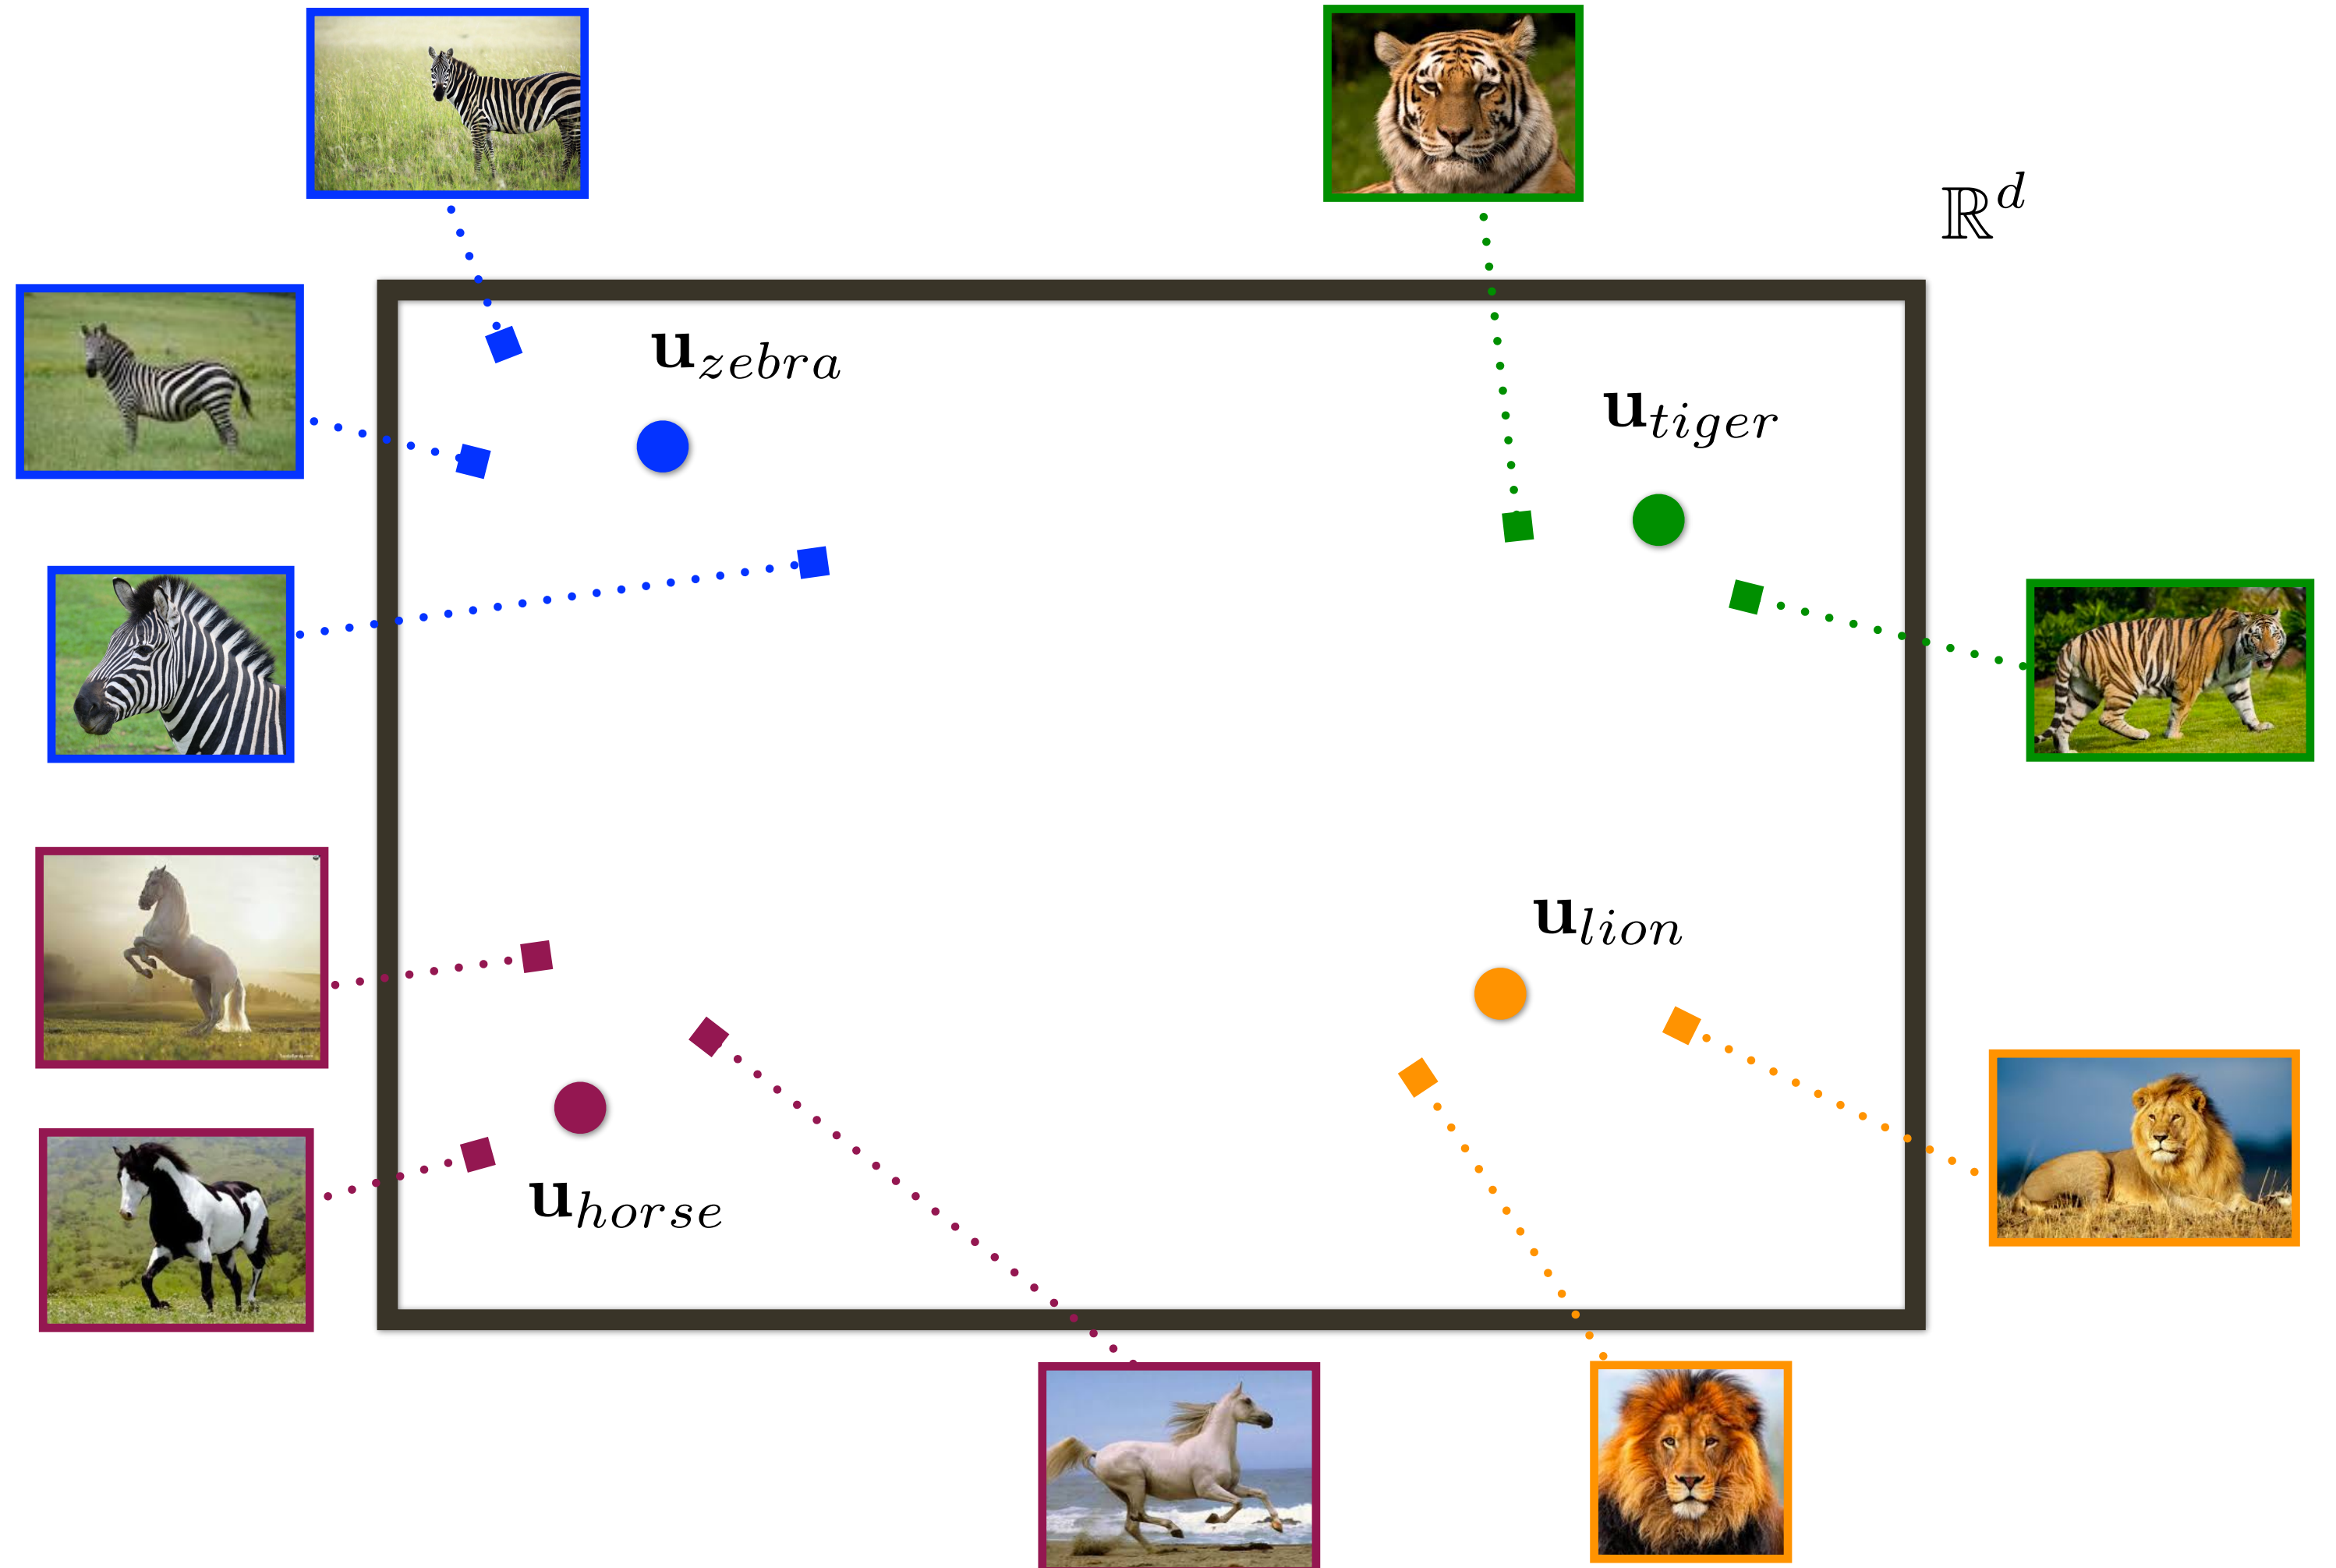 ℝ^d
u_zebra
u_tiger
u_lion
u_horse